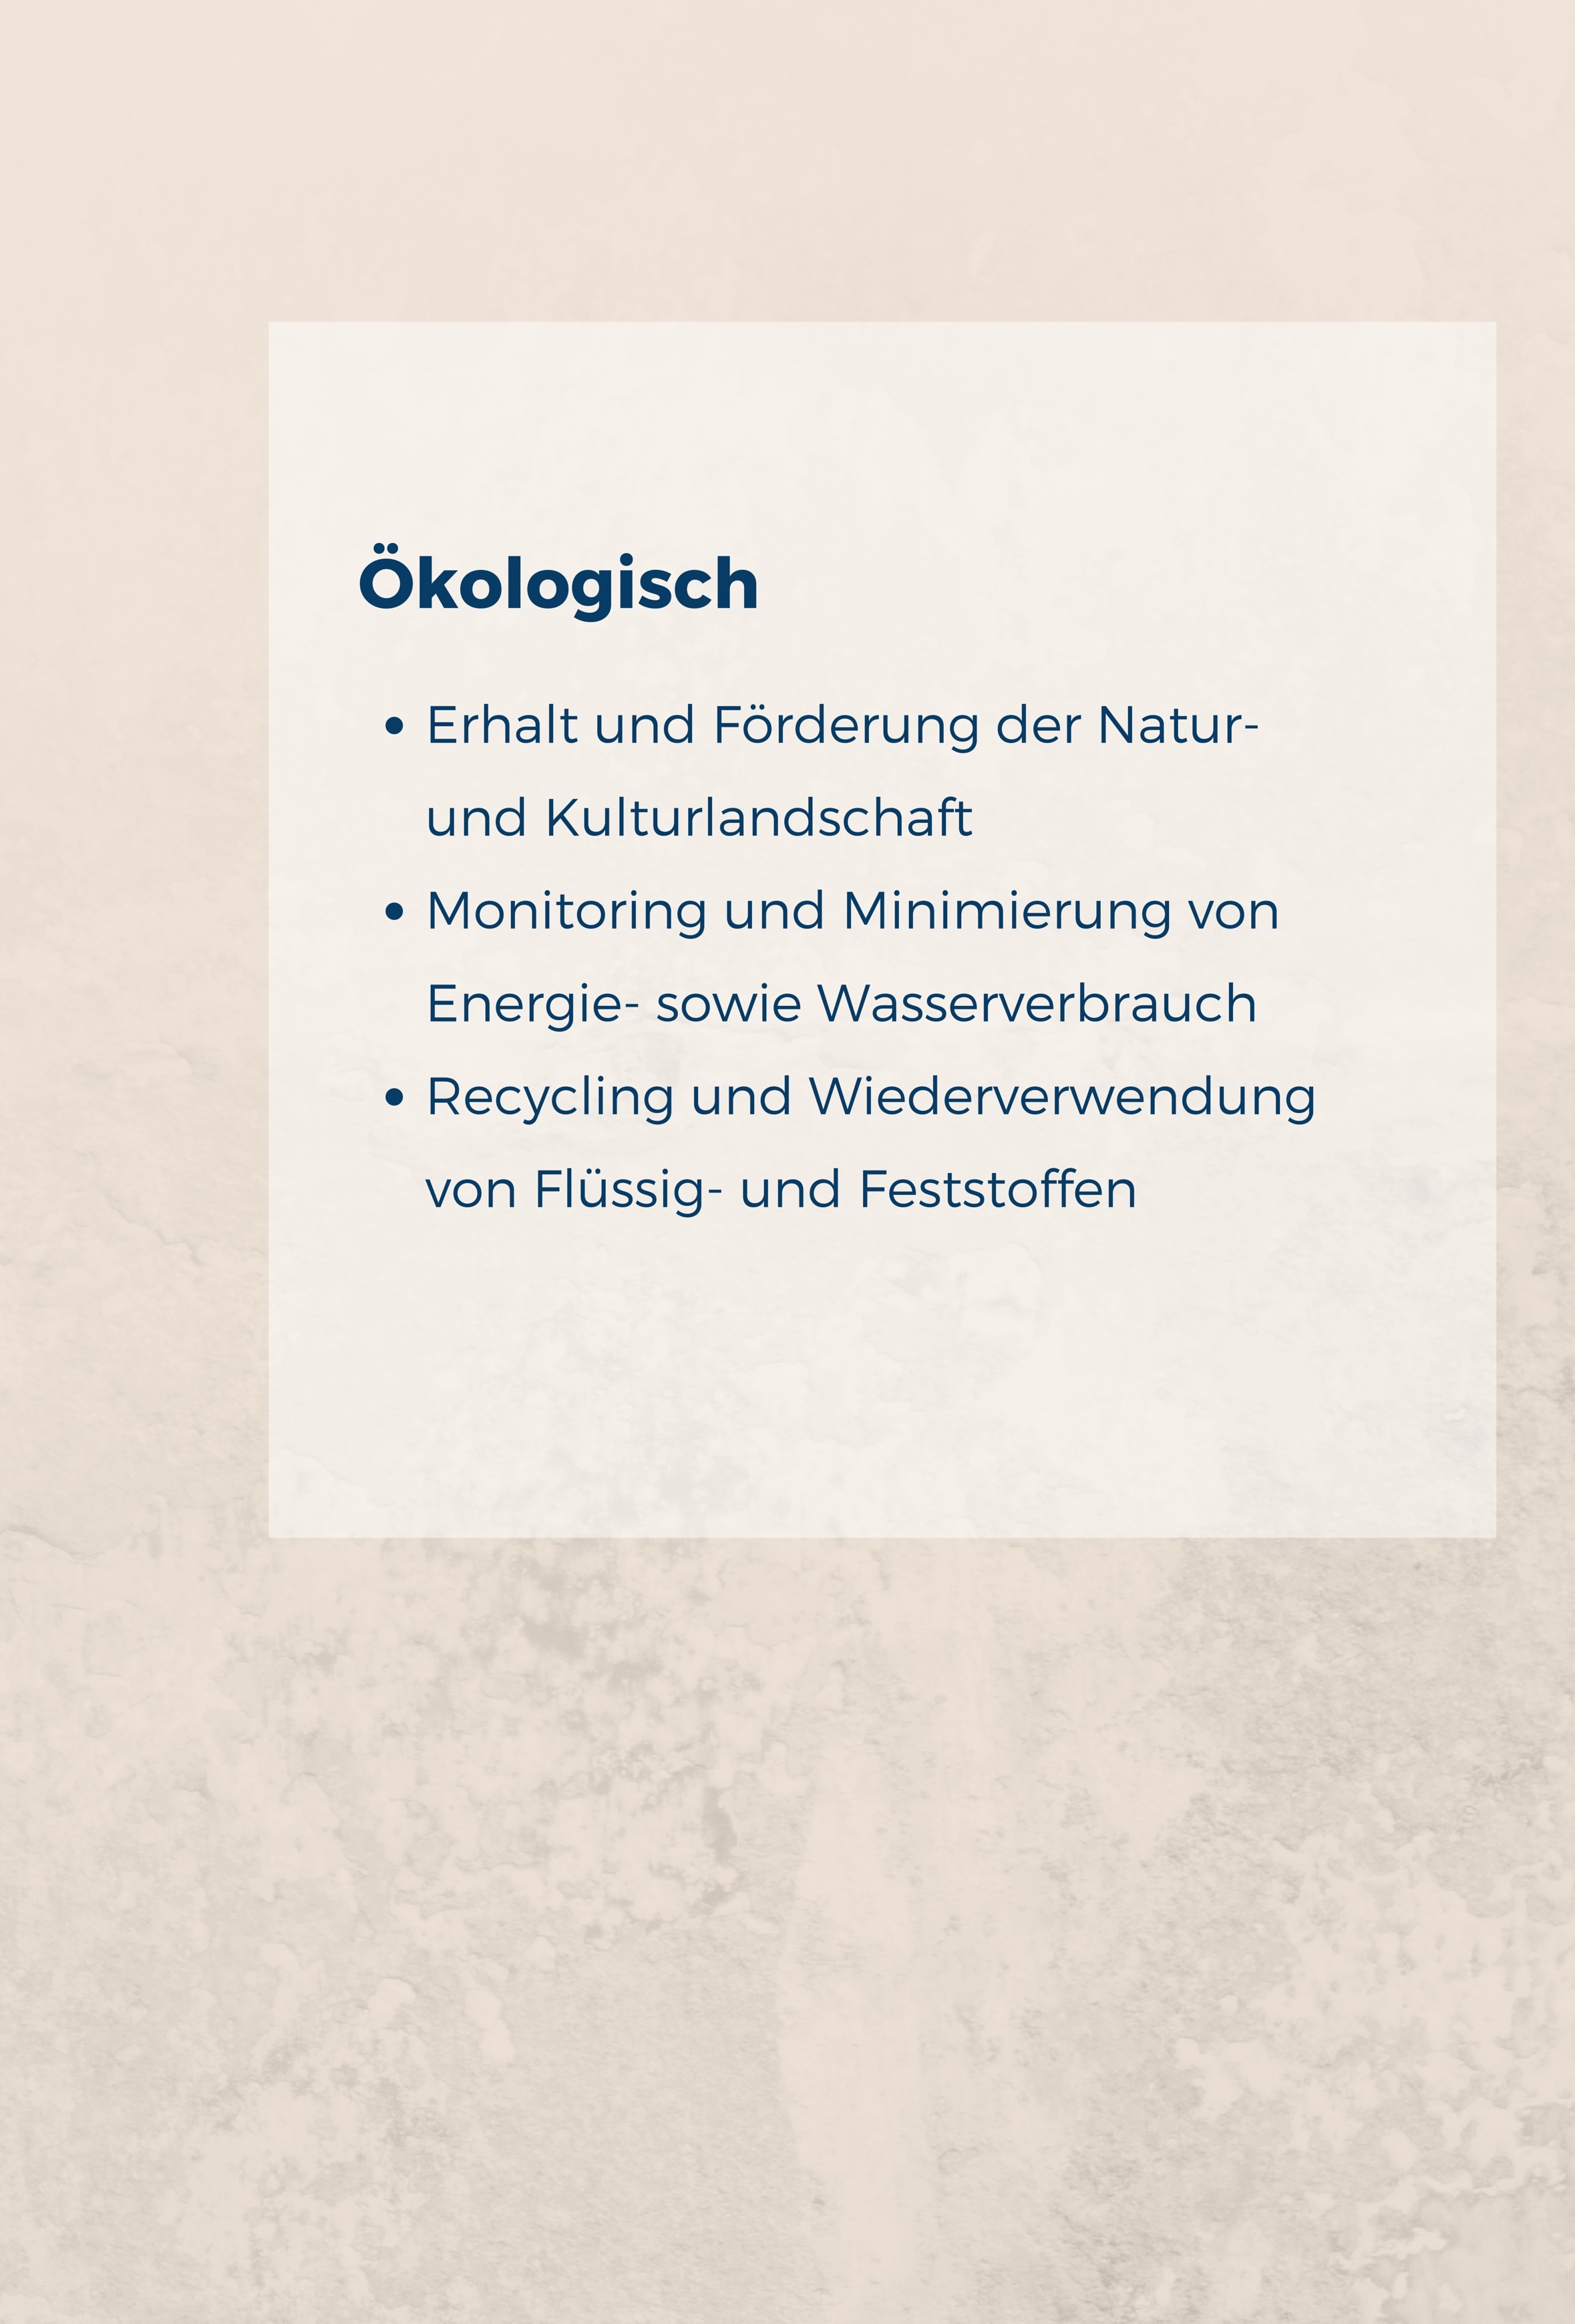 Ökologisch
• Erhalt und Förderung der Natur-
und Kulturlandschaft
• Monitoring und Minimierung von
Energie- sowie Wasserverbrauch
• Recycling und Wiederverwendung
von Flüssig- und Feststoffen